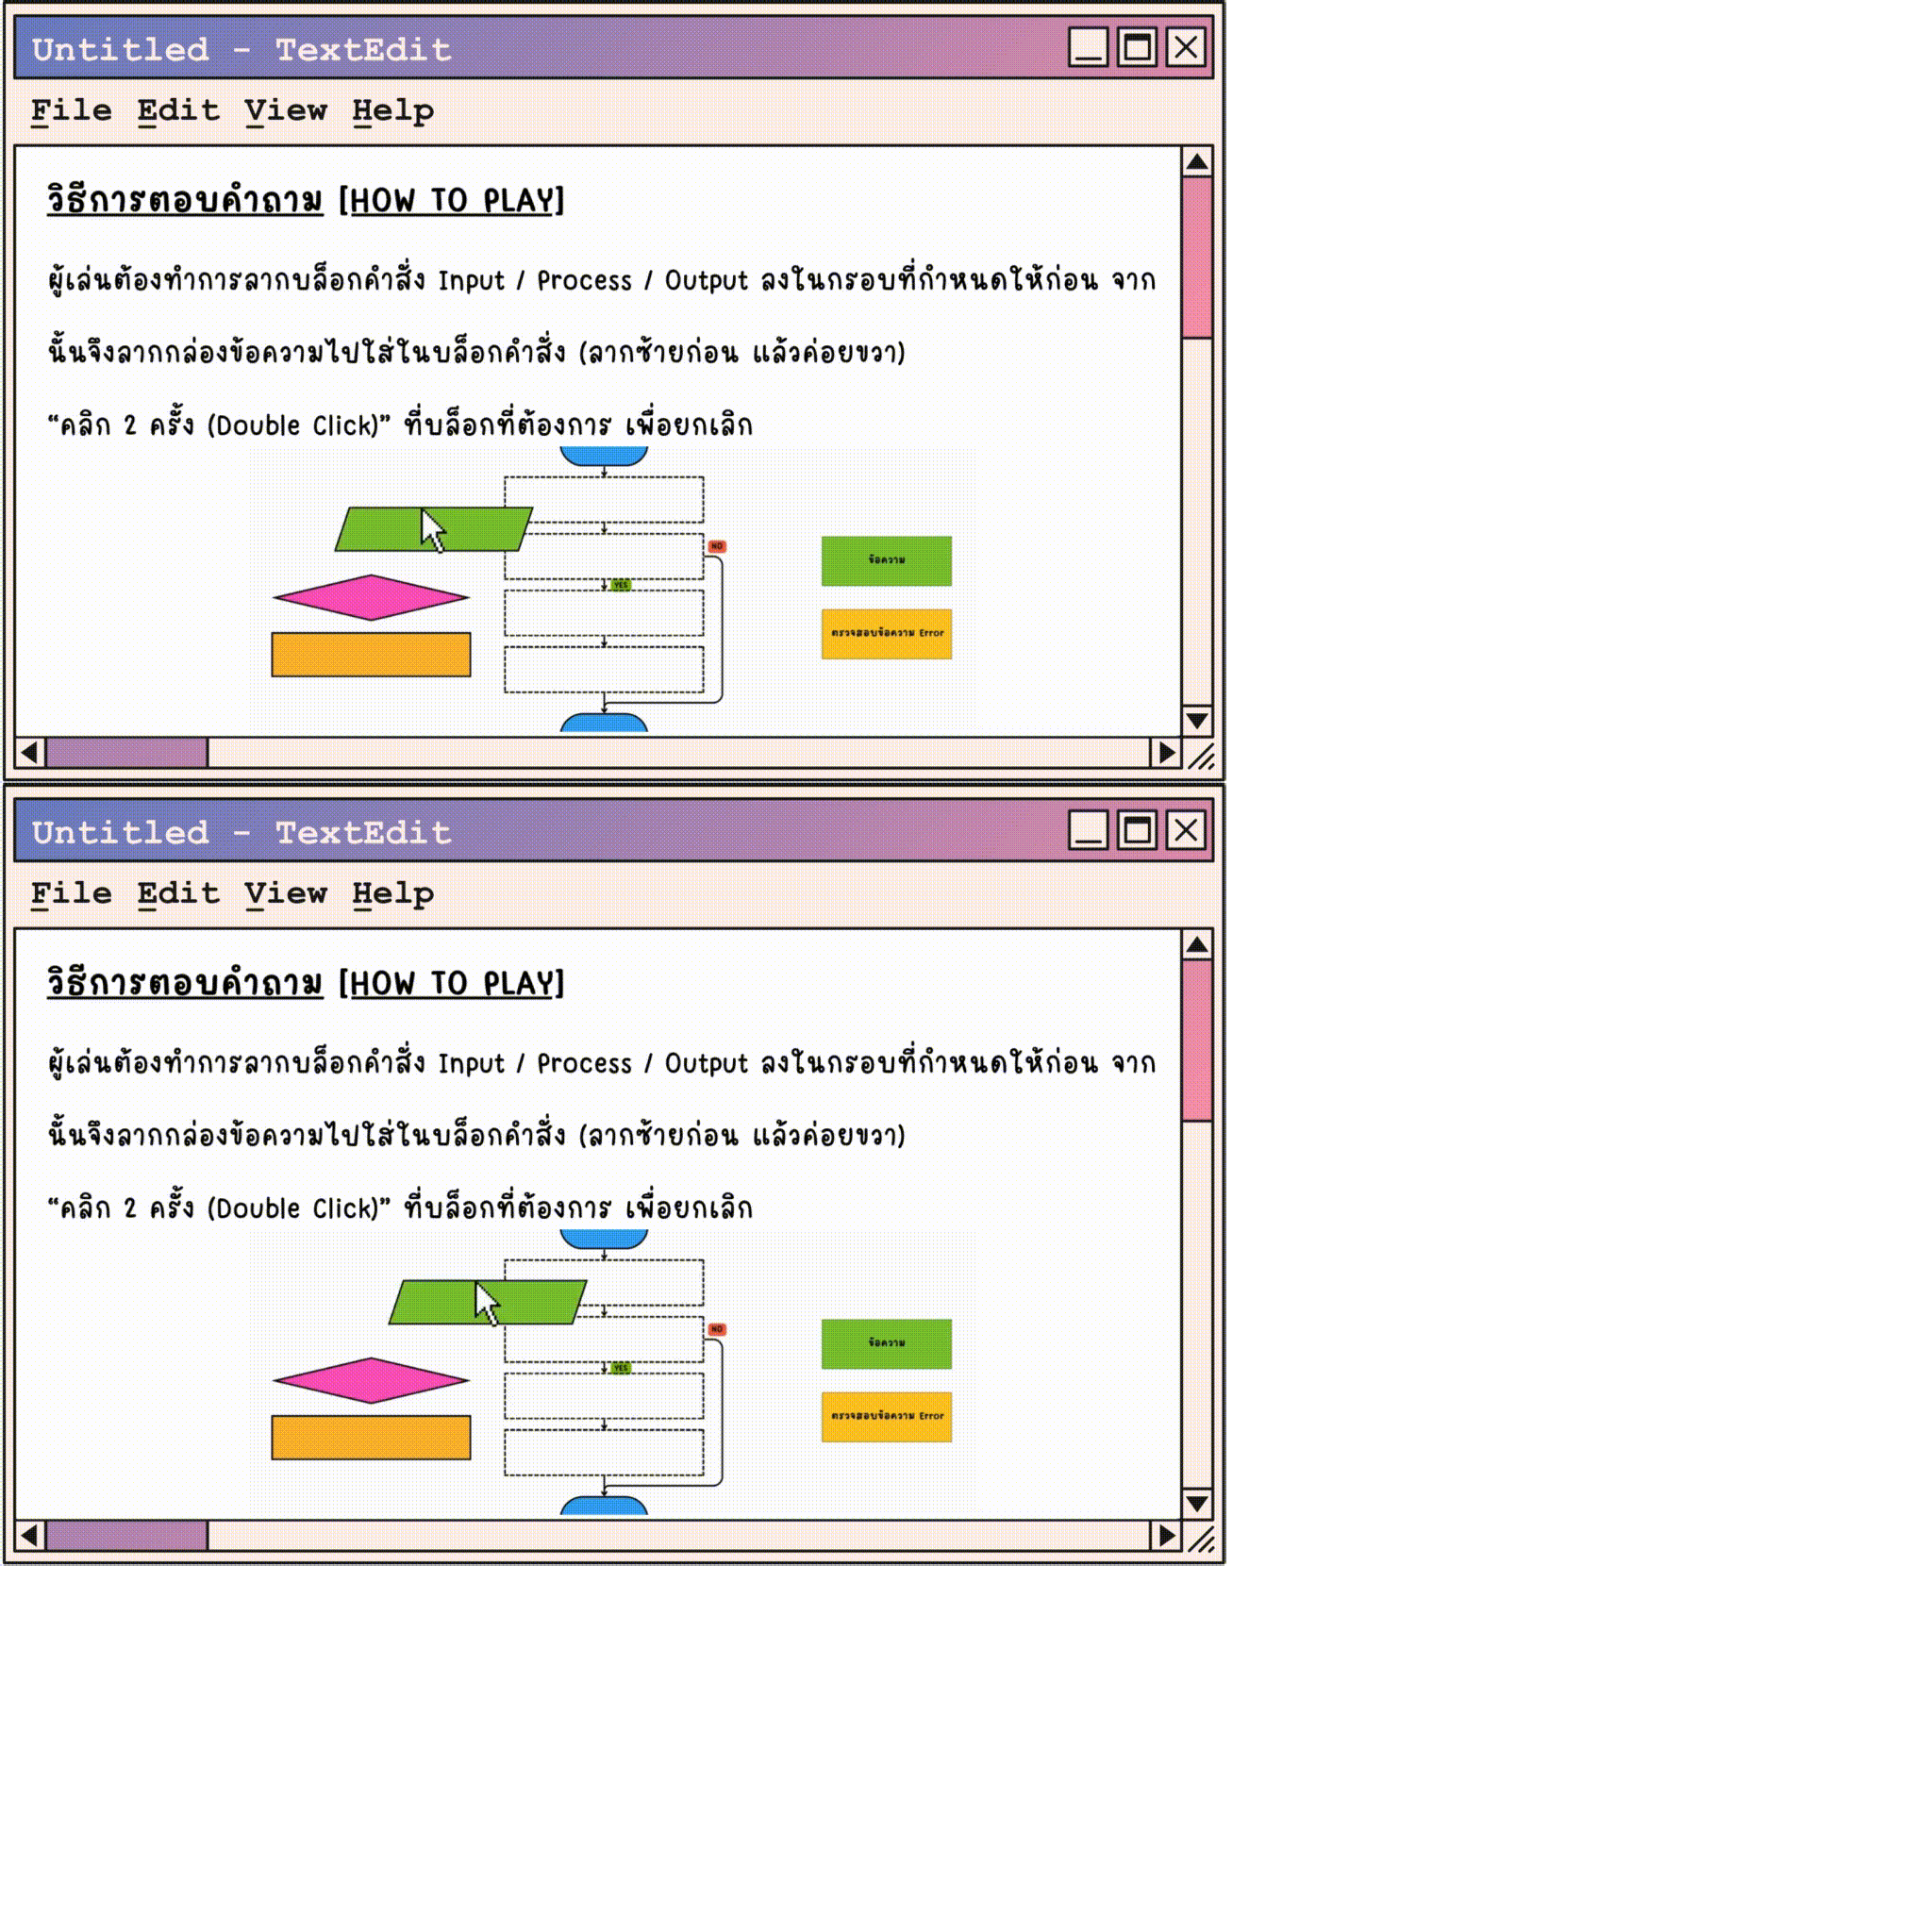 Untitled - TextEdit
File Edit View Help
วิธีการตอบคำถาม [HOW TO PLAY]
ผู้เล่นต้องทำการลากบล็อกคำสั่ง Input / Process / Output ลงในกรอบที่กำหนดให้ก่อน จาก
นั้นจึงลากกล่องข้อความไปใส่ในบล็อกคำสั่ง (ลากซ้ายก่อน แล้วค่อยขวา)
“คลิก 2 ครั้ง (Double Click)” ที่บล็อกที่ต้องการ เพื่อยกเลิก
NO
ข้อความ
YES
ตรวจสอบข้อความ Error
Untitled - TextEdit
File Edit View Help
วิธีการตอบคำถาม [HOW TO PLAY]
ผู้เล่นต้องทำการลากบล็อกคำสั่ง Input / Process / Output ลงในกรอบที่กำหนดให้ก่อน จาก
นั้นจึงลากกล่องข้อความไปใส่ในบล็อกคำสั่ง (ลากซ้ายก่อน แล้วค่อยขวา)
“คลิก 2 ครั้ง (Double Click)” ที่บล็อกที่ต้องการ เพื่อยกเลิก
NO
ข้อความ
YES
ตรวจสอบข้อความ Error